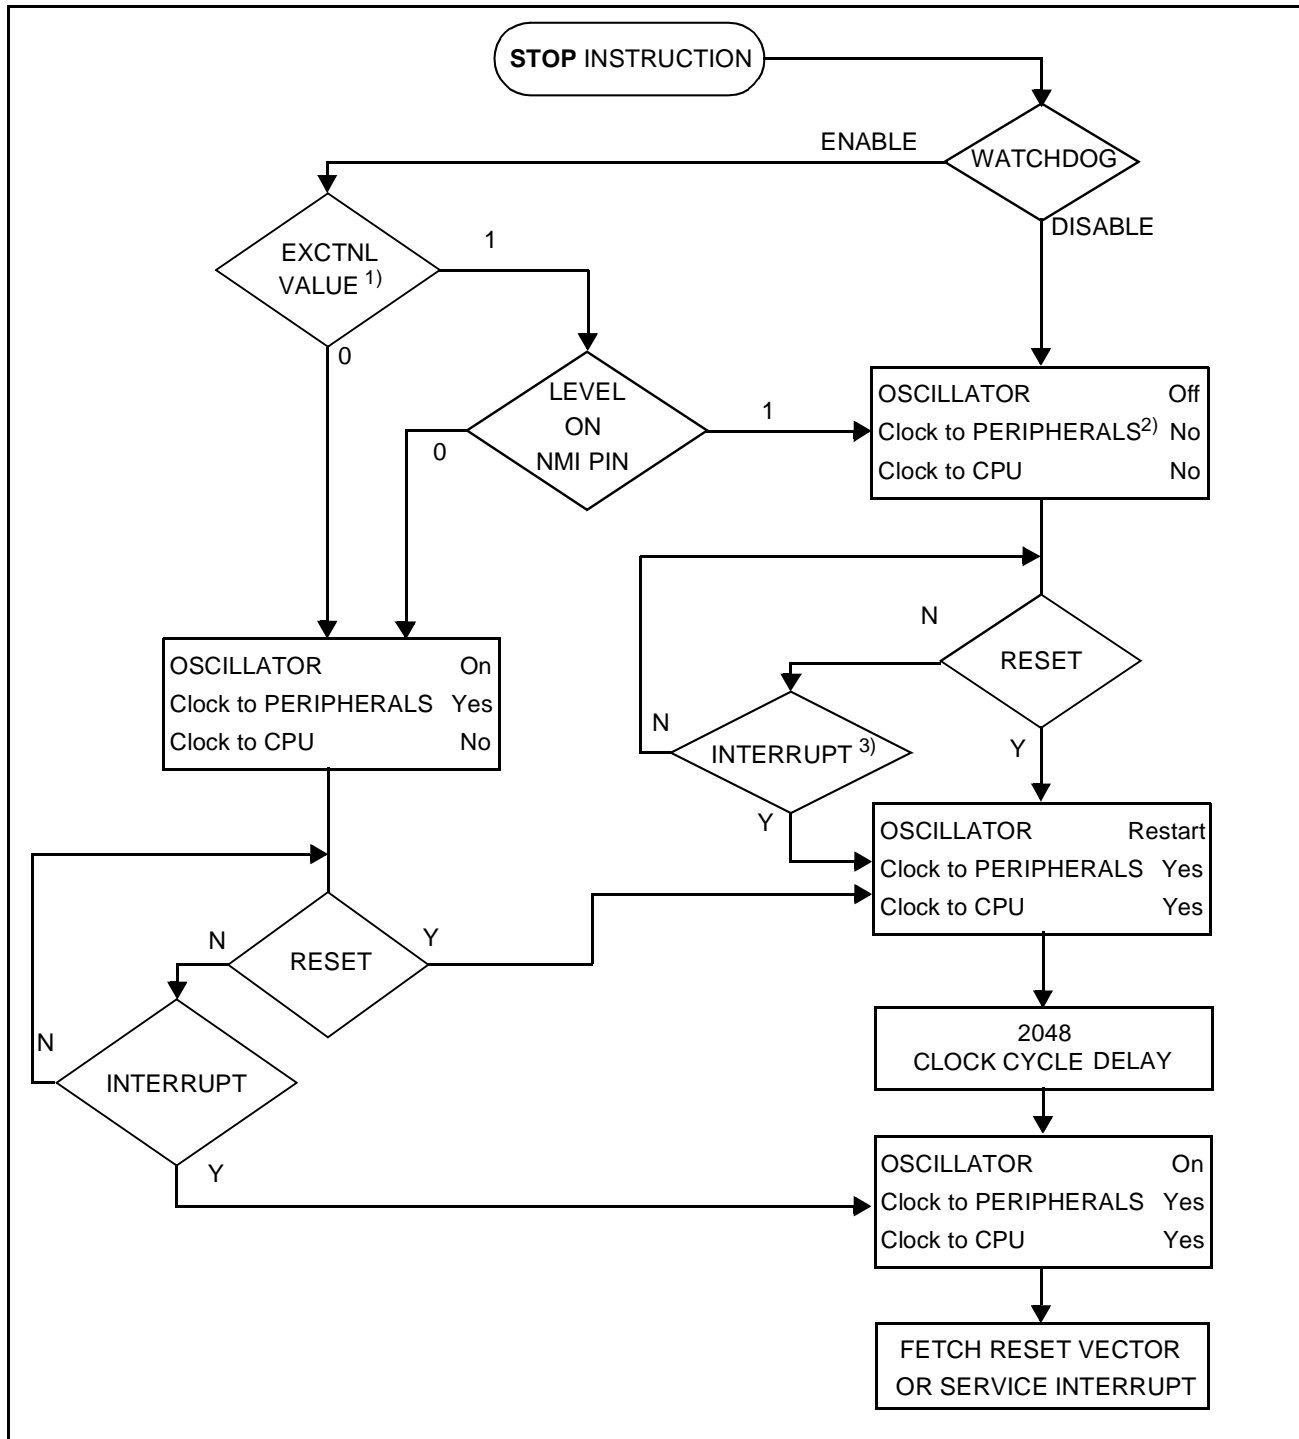 STOP INSTRUCTION
ENABLE
WATCHDOG
DISABLE
EXCTNL
VALUE 1)
1
0
LEVEL
ON
NMI PIN
1
0
OSCILLATOR Off
Clock to PERIPHERALS2) No
Clock to CPU No
N
RESET
Y
OSCILLATOR On
Clock to PERIPHERALS Yes
Clock to CPU No
N
INTERRUPT 3)
Y
OSCILLATOR Restart
Clock to PERIPHERALS Yes
Clock to CPU Yes
N
RESET
Y
N
INTERRUPT
Y
2048
CLOCK CYCLE DELAY
OSCILLATOR On
Clock to PERIPHERALS Yes
Clock to CPU Yes
FETCH RESET VECTOR
OR SERVICE INTERRUPT